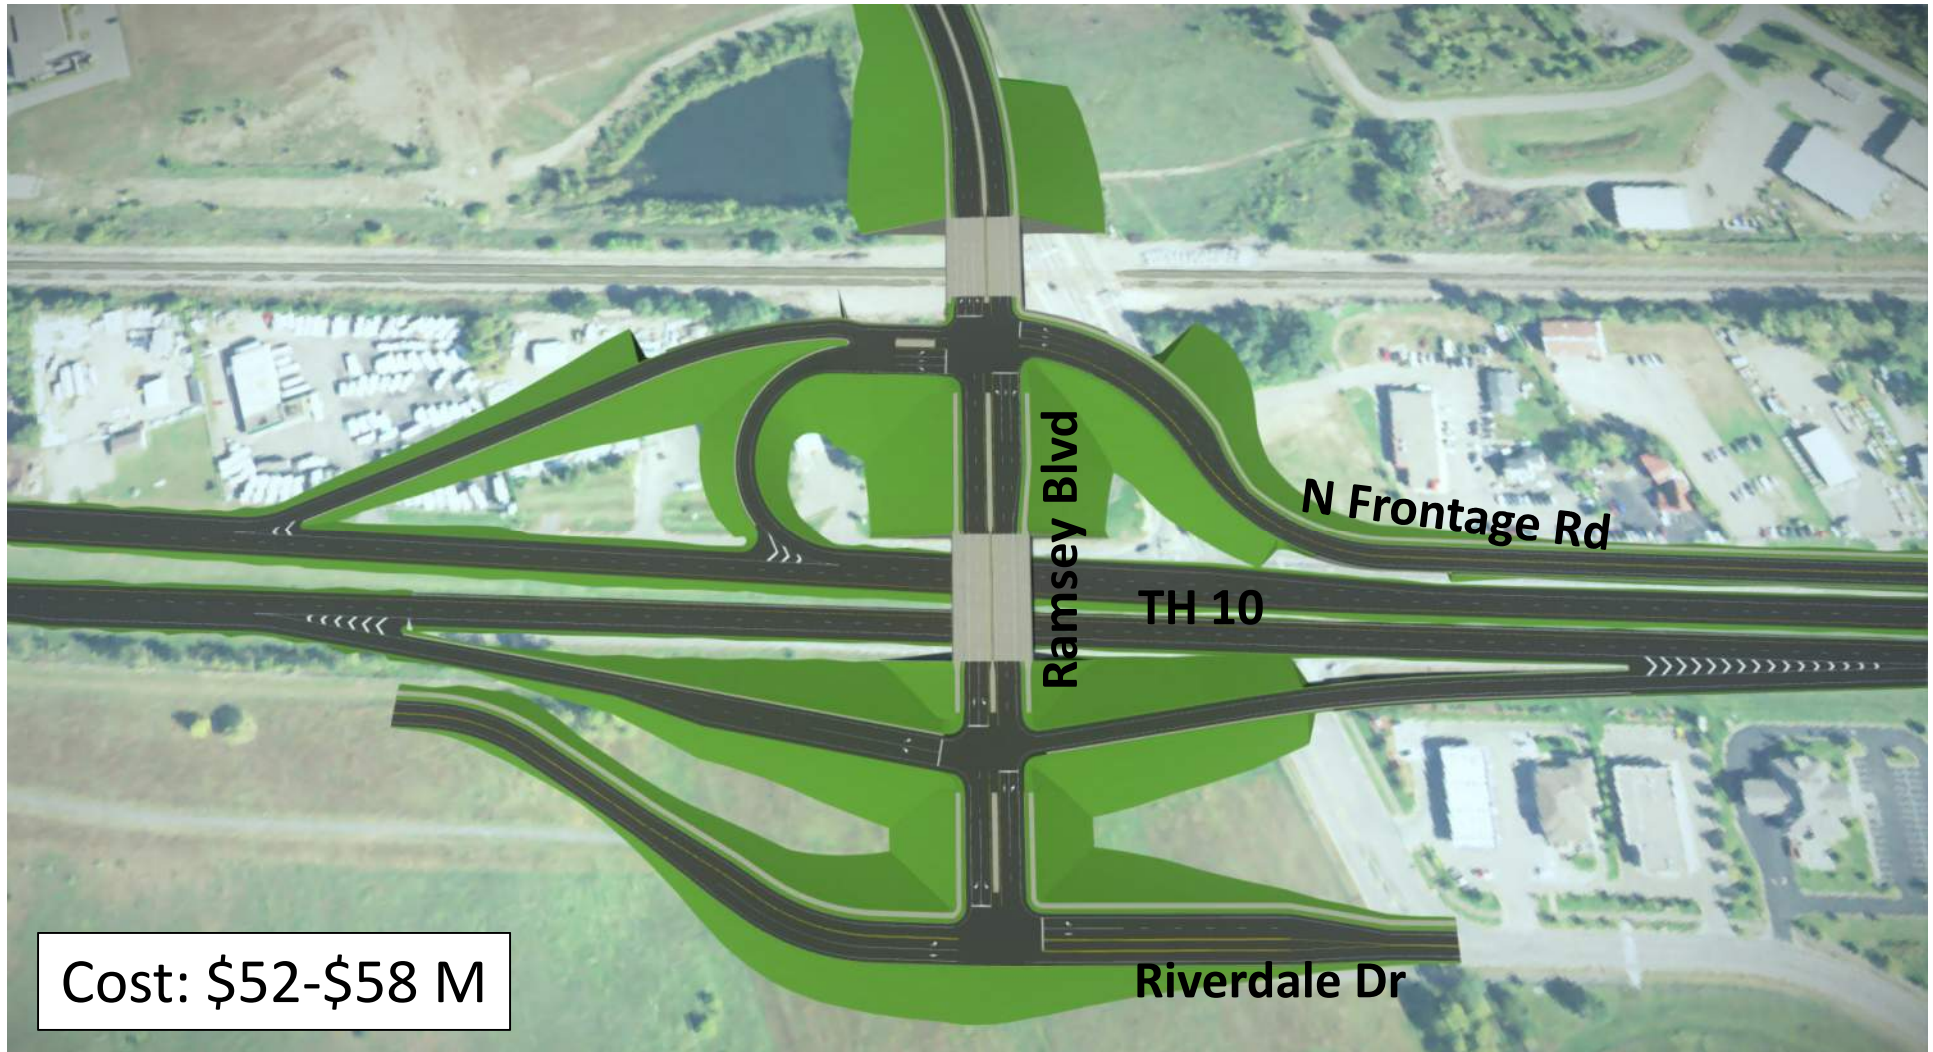 N Frontage Rd
Ramsey Blvd
TH 10
Cost: $52-$58 M
Riverdale Dr